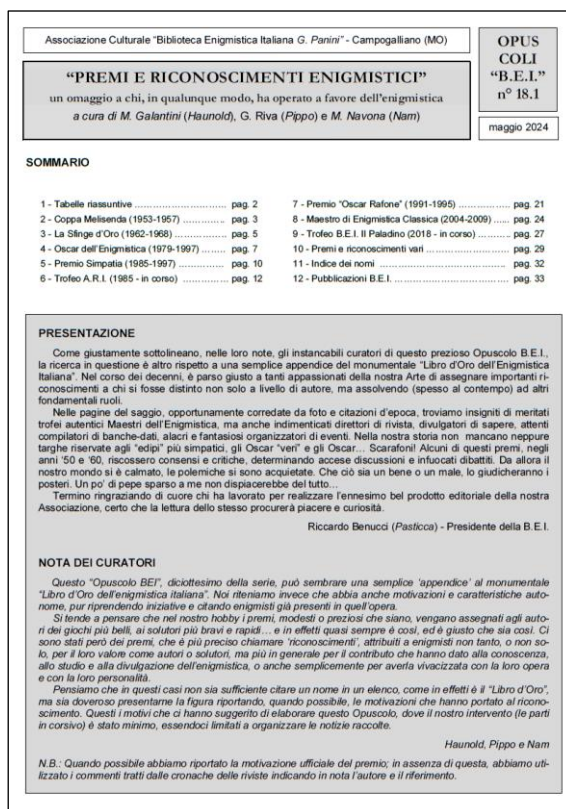 Associazione Culturale "Biblioteca Enigmistica Italiana G. Panini" - Campogalliano (MO)
OPUS
COLI
"B.E.I."
n° 18.1
"PREMI E RICONOSCIMENTI ENIGMISTICI"
un omaggio a chi, in qualunque modo, ha operato a favore dell'enigmistica
a cura di M. Galantini (Haunold), G. Riva (Pippo) e M. Navona (Nam)
maggio 2024
SOMMARIO
1 - Tabelle riassuntive ………………………… pag. 2
2 - Coppa Melisenda (1953-1957) ………….. pag. 3
3 - La Sfinge d'Oro (1962-1968) …………….. pag. 5
4 - Oscar dell'Enigmistica (1979-1997) …….. pag. 7
5 - Premio Simpatia (1985-1997) …………... pag. 10
6 - Trofeo A.R.I. (1985 - in corso) …………… pag. 12
7 - Premio "Oscar Rafone" (1991-1995) …….. pag. 21
8 - Maestro di Enigmistica Classica (2004-2009) … pag. 24
9 - Trofeo B.E.I. Il Paladino (2018 - in corso) …… pag. 27
10 - Premi e riconoscimenti vari ……………… pag. 29
11 - Indice dei nomi ………………………… pag. 32
12 - Pubblicazioni B.E.I. …………………… pag. 33
PRESENTAZIONE
Come giustamente sottolineano, nelle loro note, gli instancabili curatori di questo prezioso Opuscolo B.E.I.,
la ricerca in questione è altro rispetto a una semplice appendice del monumentale "Libro d'Oro dell'Enigmistica
Italiana". Nel corso dei decenni, è parso giusto a tanti appassionati della nostra Arte di assegnare importanti ri-
conoscimenti a chi si fosse distinto non solo a livello di autore, ma assolvendo (spesso al contempo) ad altri
fondamentali ruoli.
Nelle pagine del saggio, opportunamente corredate da foto e citazioni d'epoca, troviamo insigniti di meritati
trofei autentici Maestri dell'Enigmistica, ma anche indimenticati direttori di rivista, divulgatori di sapere, attenti
compilatori di banche-dati, alacri e fantasiosi organizzatori di eventi. Nella nostra storia non mancano neppure
targhe riservate agli "edipi" più simpatici, gli Oscar "veri" e gli Oscar… Scarafoni! Alcuni di questi premi, negli
anni '50 e '60, riscossero consensi e critiche, determinando accese discussioni e infuocati dibattiti. Da allora il
nostro mondo si è calmato, le polemiche si sono acquietate. Che ciò sia un bene o un male, lo giudicheranno i
posteri. Un po' di pepe sparso a me non dispiacerebbe del tutto…
Termino ringraziando di cuore chi ha lavorato per realizzare l'ennesimo bel prodotto editoriale della nostra
Associazione, certo che la lettura dello stesso procurerà piacere e curiosità.
Riccardo Benucci (Pasticca) - Presidente della B.E.I.
NOTA DEI CURATORI
Questo "Opuscolo BEI", diciottesimo della serie, può sembrare una semplice 'appendice' al monumentale
"Libro d'Oro dell'enigmistica italiana". Noi riteniamo invece che abbia anche motivazioni e caratteristiche auto-
nome, pur riprendendo iniziative e citando enigmisti già presenti in quell'opera.
Si tende a pensare che nel nostro hobby i premi, modesti o preziosi che siano, vengano assegnati agli auto-
ri dei giochi più belli, ai solutori più bravi e rapidi… e in effetti quasi sempre è così, ed è giusto che sia così. Ci
sono stati però dei premi, che è più preciso chiamare 'riconoscimenti', attribuiti a enigmisti non tanto, o non so-
lo, per il loro valore come autori o solutori, ma più in generale per il contributo che hanno dato alla conoscenza,
allo studio e alla divulgazione dell'enigmistica, o anche semplicemente per averla vivacizzata con la loro opera
e con la loro personalità.
Pensiamo che in questi casi non sia sufficiente citare un nome in un elenco, come in effetti è il "Libro d'Oro",
ma sia doveroso presentarne la figura riportando, quando possibile, le motivazioni che hanno portato al ricono-
scimento. Questi i motivi che ci hanno suggerito di elaborare questo Opuscolo, dove il nostro intervento (le parti
in corsivo) è stato minimo, essendoci limitati a organizzare le notizie raccolte.
Haunold, Pippo e Nam
N.B.: Quando possibile abbiamo riportato la motivazione ufficiale del premio; in assenza di questa, abbiamo uti-
lizzato i commenti tratti dalle cronache delle riviste indicando in nota l'autore e il riferimento.